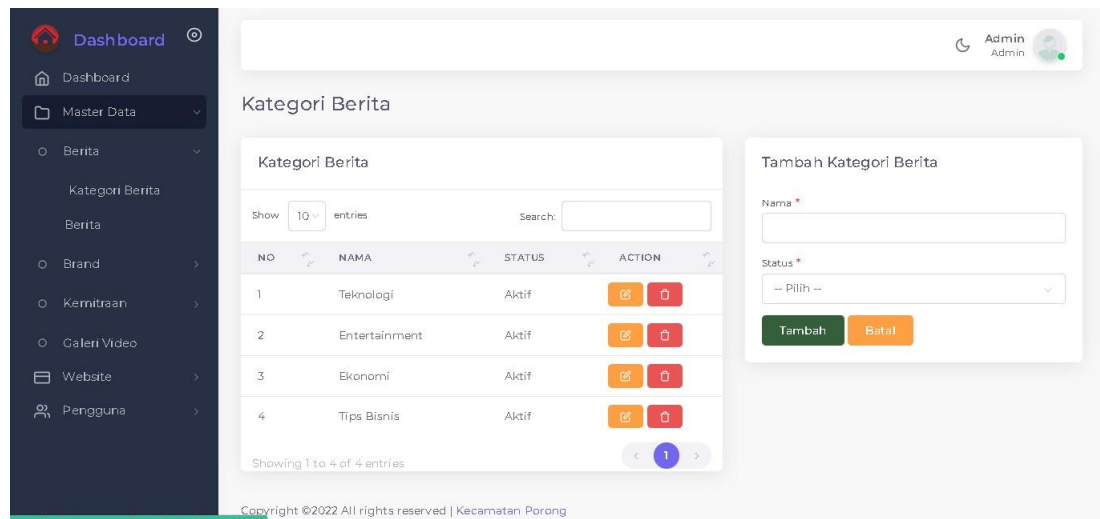 Dashboard
Admin
Admin
Dashboard
Master Data
Berita
Kategori Berita
Berita
Brand
Kemitraan
Galeri Video
Website
Pengguna
Kategori Berita
Kategori Berita
Show 10 entries Search:
NO NAMA STATUS ACTION
1 Teknologi Aktif
2 Entertainment Aktif
3 Ekonomi Aktif
4 Tips Bisnis Aktif
Showing 1 to 4 of 4 entries < 1 >
Tambah Kategori Berita
Nama *
Status *
-- Pilih --
Tambah Batal
Copyright ©2022 All rights reserved | Kecamatan Porong